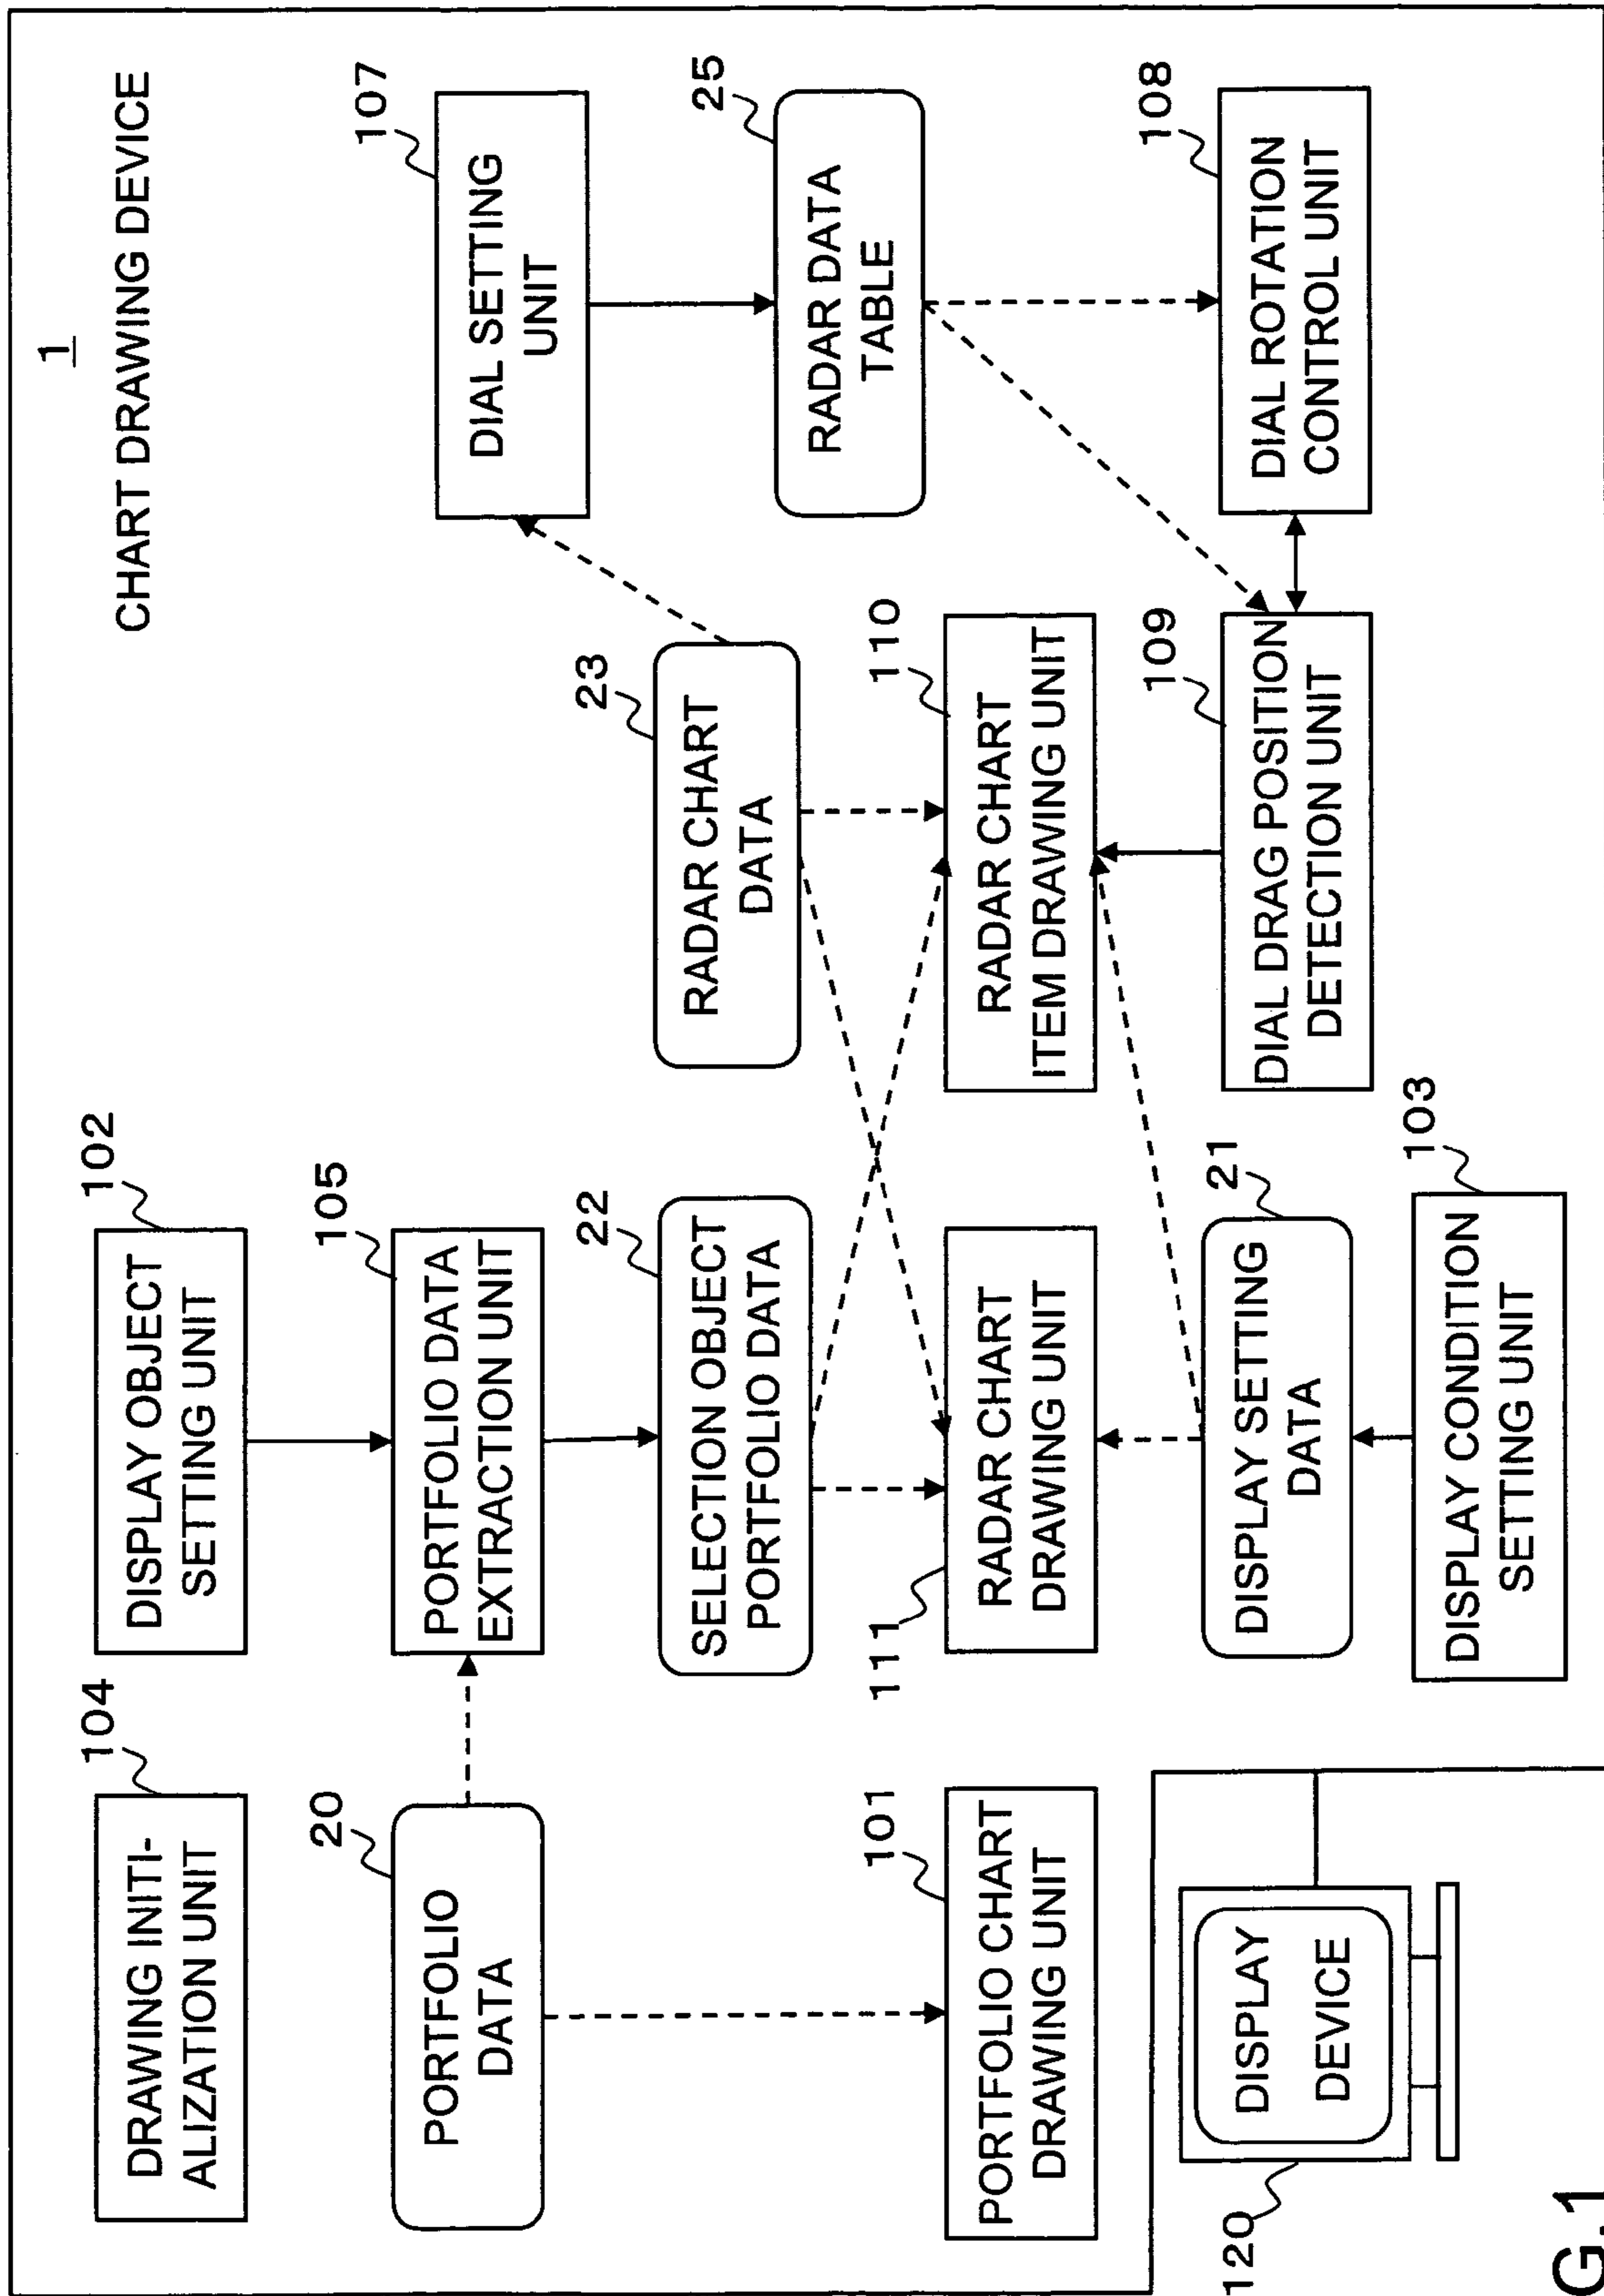 1
CHART DRAWING DEVICE
104
DRAWING INITI-
ALIZATION UNIT
102
DISPLAY OBJECT
SETTING UNIT
20
PORTFOLIO
DATA
105
PORTFOLIO DATA
EXTRACTION UNIT
107
DIAL SETTING
UNIT
22
SELECTION OBJECT
PORTFOLIO DATA
23
RADAR CHART
DATA
25
RADAR DATA
TABLE
101
PORTFOLIO CHART
DRAWING UNIT
111
RADAR CHART
DRAWING UNIT
110
RADAR CHART
ITEM DRAWING UNIT
21
DISPLAY SETTING
DATA
109
DIAL DRAG POSITION
DETECTION UNIT
108
DIAL ROTATION
CONTROL UNIT
103
DISPLAY CONDITION
SETTING UNIT
120
DISPLAY
DEVICE
G.1